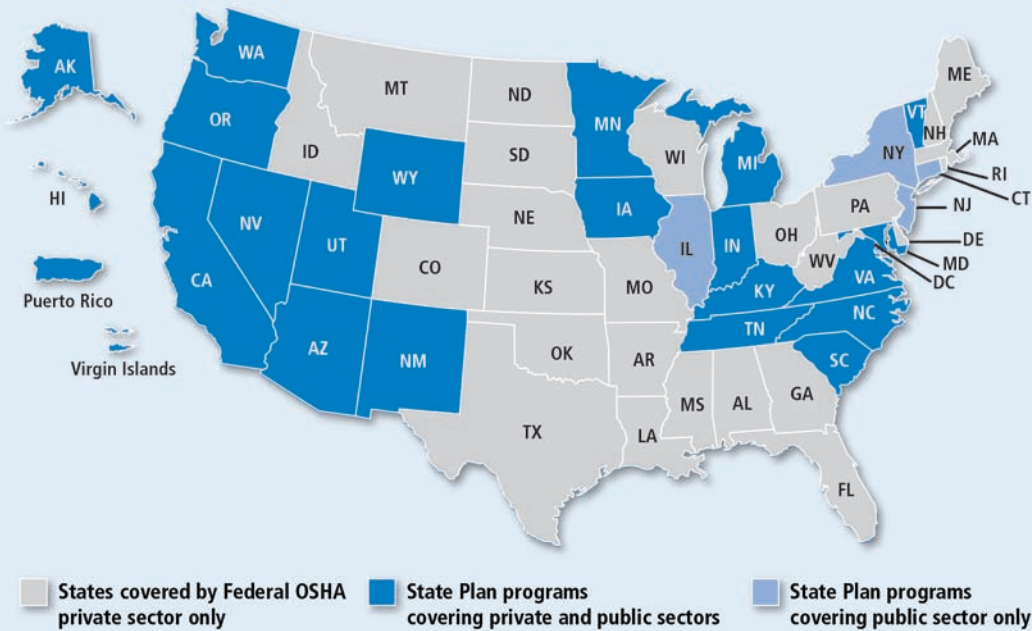 AK
WA
MT
ND
MN
ME
VT
NH
MA
OR
ID
SD
WI
MI
NY
RI
CT
WY
HI
NV
UT
NE
IA
PA
NJ
CA
CO
IL
IN
OH
WV
DE
MD
DC
KS
MO
KY
VA
Puerto Rico
AZ
NM
OK
AR
TN
NC
SC
Virgin Islands
TX
LA
MS
AL
GA
FL
States covered by Federal OSHA
private sector only
State Plan programs
covering private and public sectors
State Plan programs
covering public sector only